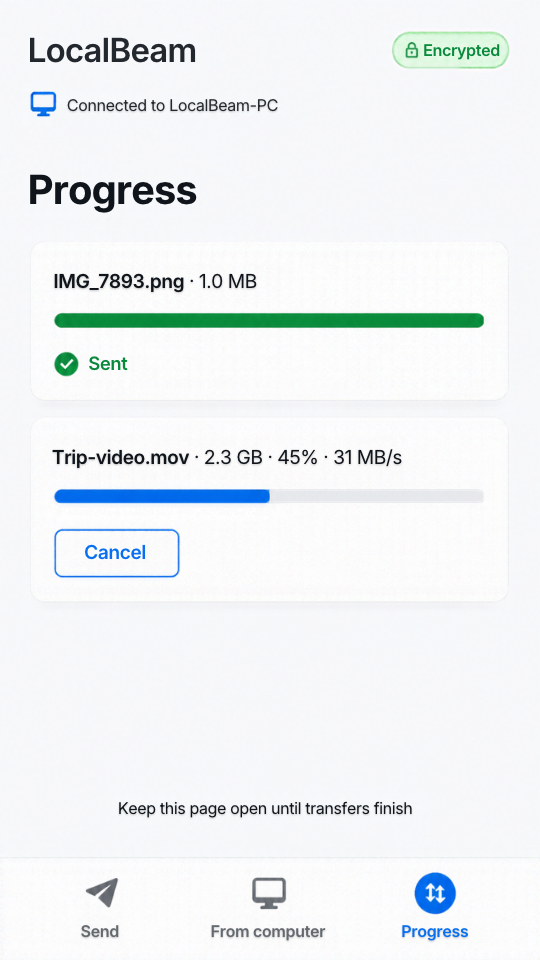 LocalBeam
Encrypted
Connected to LocalBeam-PC
Progress
IMG_7893.png · 1.0 MB
Sent
Trip-video.mov · 2.3 GB · 45% · 31 MB/s
Cancel
Keep this page open until transfers finish
Send
From computer
Progress